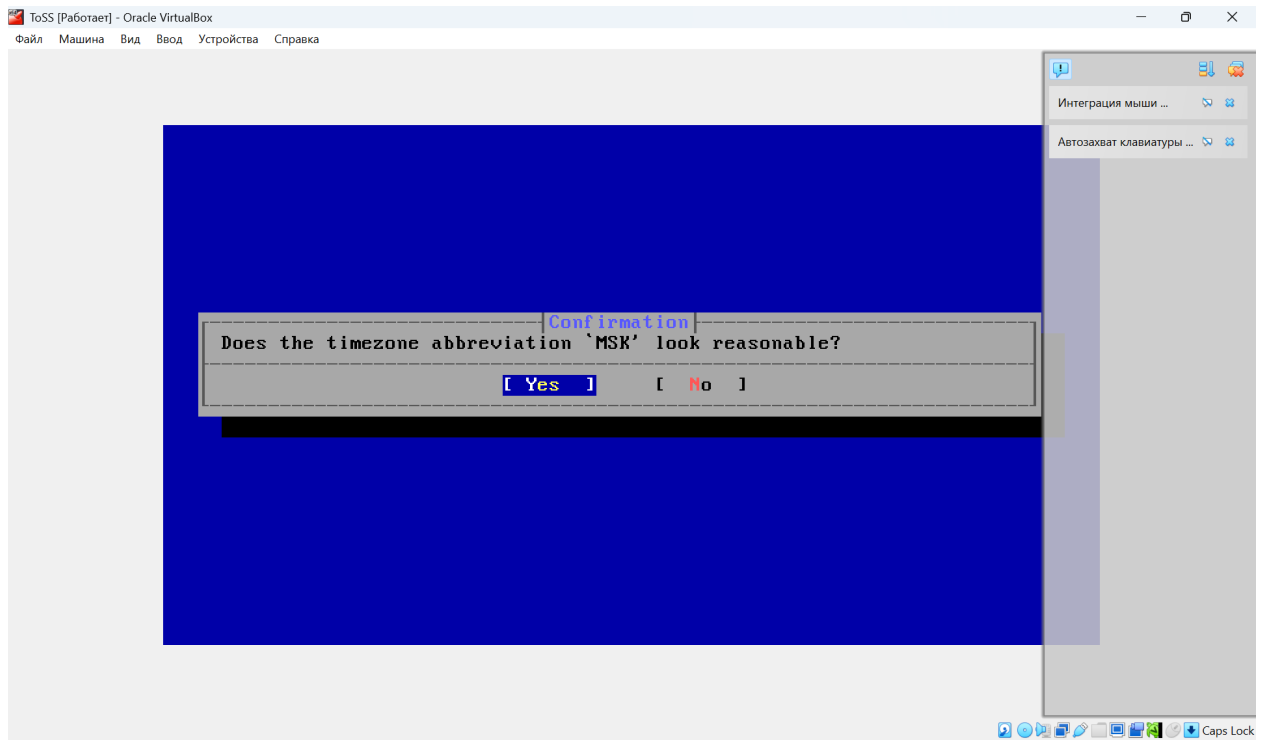 ToSS [Работает] - Oracle VirtualBox
Файл Машина Вид Ввод Устройства Справка
Интеграция мыши ...
Автозахват клавиатуры ...
Confirmation
Does the timezone abbreviation `MSK' look reasonable?
[ Yes ] [ No ]
Caps Lock